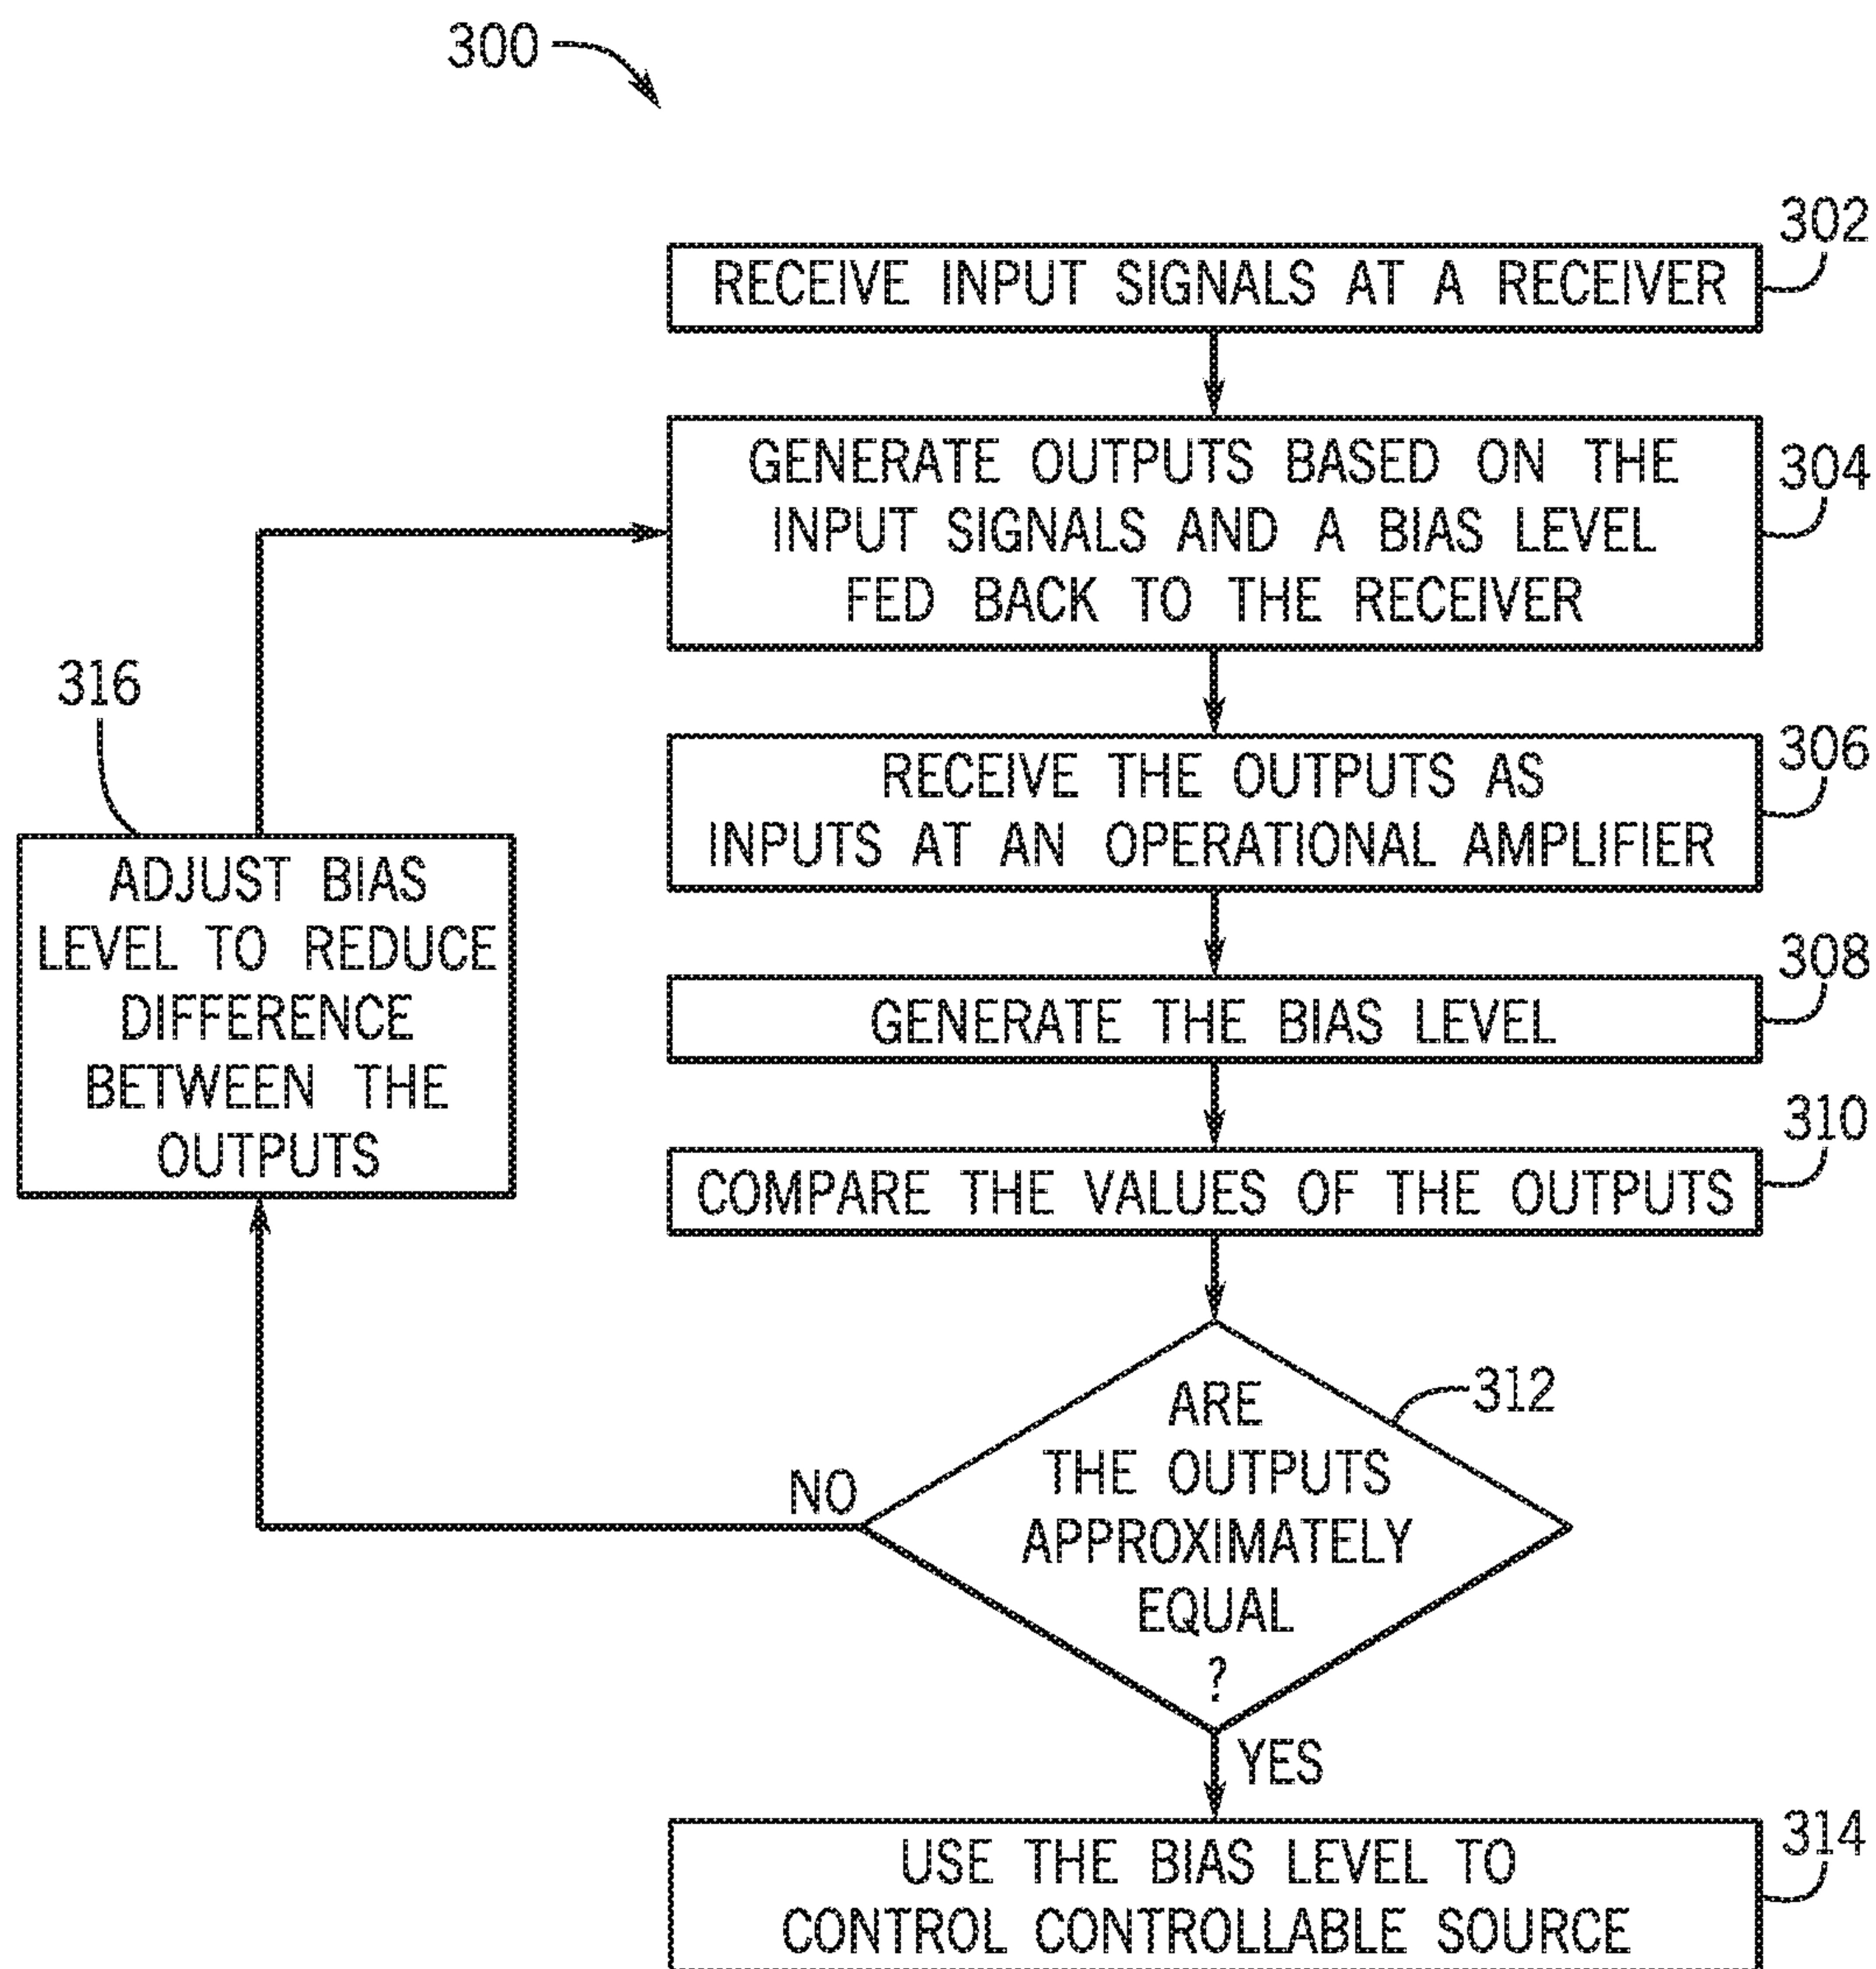 300
302
RECEIVE INPUT SIGNALS AT A RECEIVER
304
GENERATE OUTPUTS BASED ON THE
INPUT SIGNALS AND A BIAS LEVEL
FED BACK TO THE RECEIVER
306
RECEIVE THE OUTPUTS AS
INPUTS AT AN OPERATIONAL AMPLIFIER
316
ADJUST BIAS
LEVEL TO REDUCE
DIFFERENCE
BETWEEN THE
OUTPUTS
308
GENERATE THE BIAS LEVEL
310
COMPARE THE VALUES OF THE OUTPUTS
312
ARE
THE OUTPUTS
APPROXIMATELY
EQUAL
?
NO
YES
314
USE THE BIAS LEVEL TO
CONTROL CONTROLLABLE SOURCE